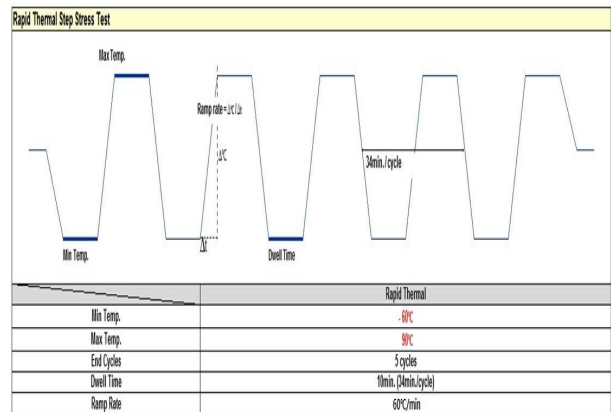 Rapid Thermal Step Stress Test
Max Temp.
Ramp rate = Δ℃ / Δt
Δ℃
34min. / cycle
Δt
Min Temp.
Dwell Time
Rapid Thermal
Min Temp.
- 60℃
Max Temp.
90℃
End Cycles
5 cycles
Dwell Time
10min. (34min./cycle)
Ramp Rate
60℃/min